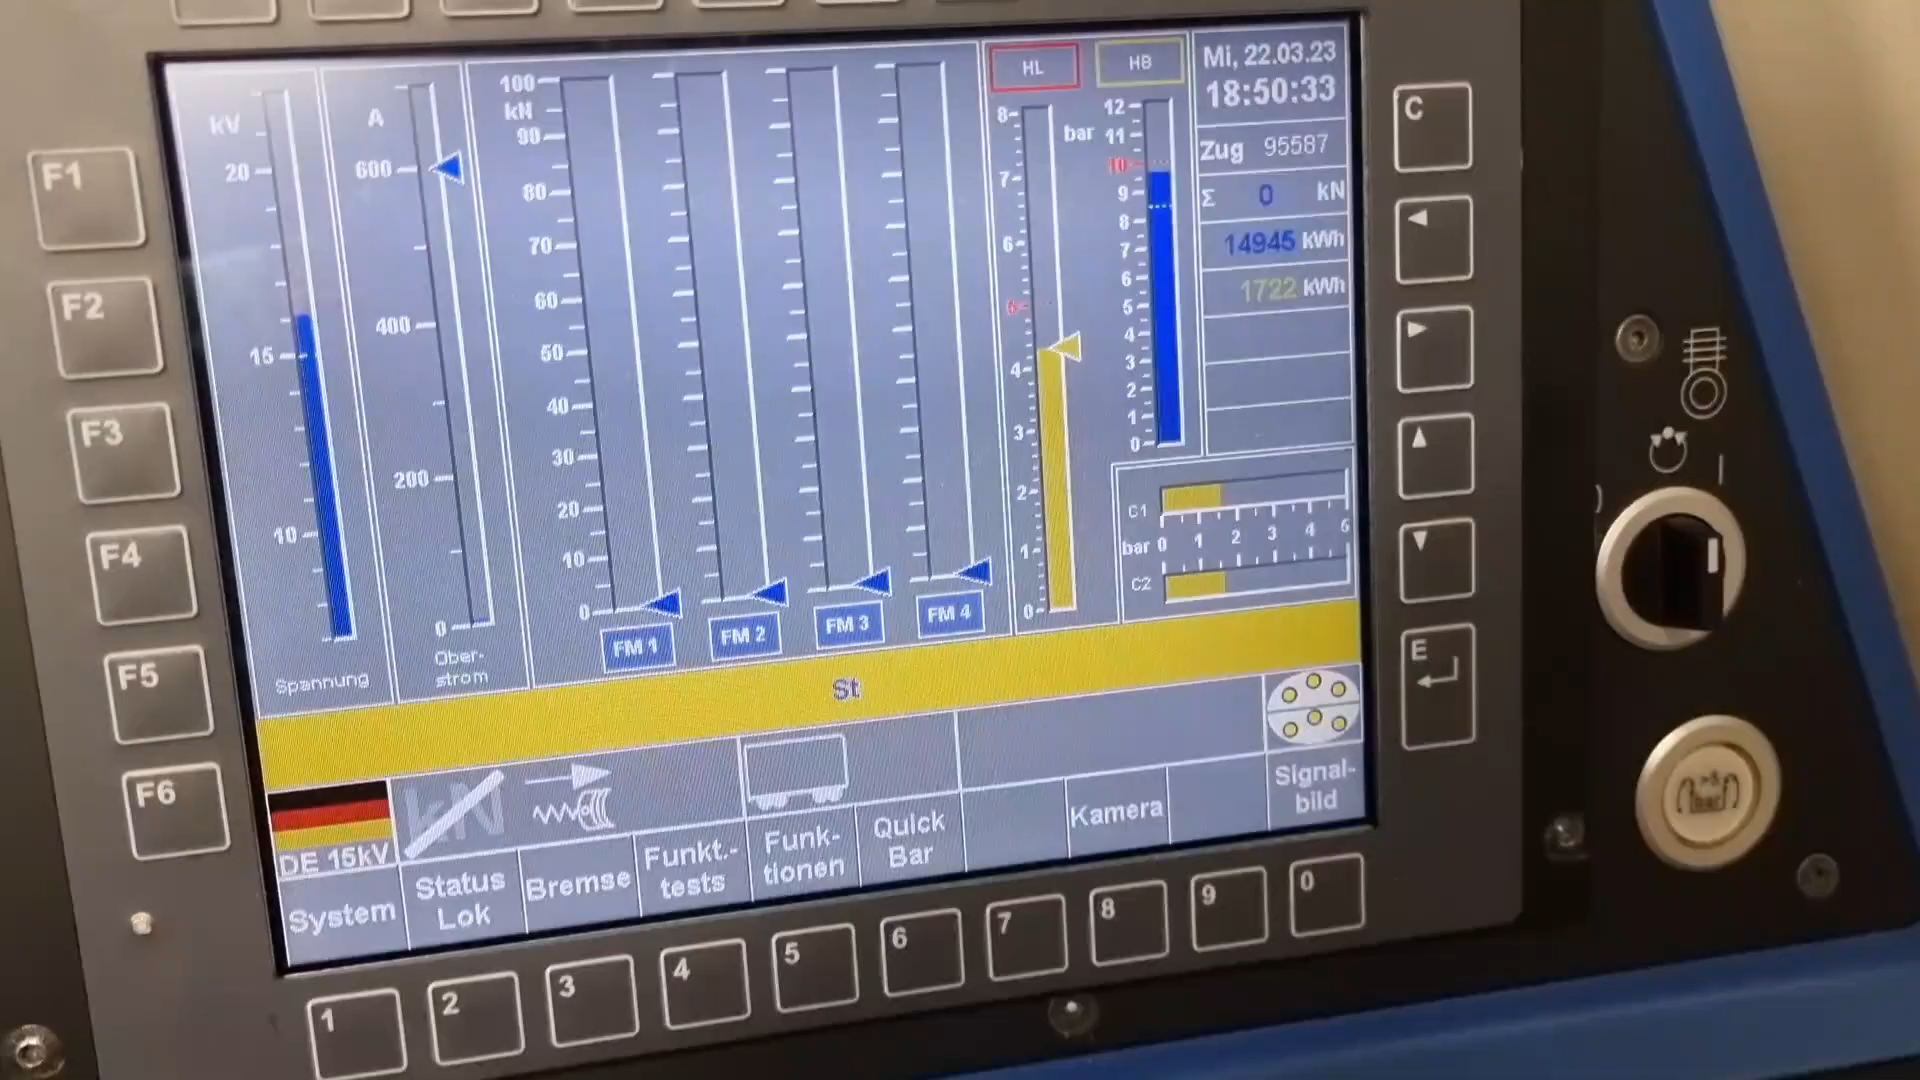 kV
20
15
10
Spannung
A
600
400
200
0
Ober-
strom
100
kN
90
80
70
60
50
40
30
20
10
0
FM 1
FM 2
FM 3
FM 4
HL
HB
8
7
6
5
4
3
2
1
0
bar
12
11
10
9
8
7
6
5
4
3
2
1
0
Mi, 22.03.23
18:50:33
Zug 95587
Σ 0 kN
14945 kWh
1722 kWh
C1
bar 0 1 2 3 4 5
C2
St
DE 15kV
kN
System
Status
Lok
Bremse
Funkt.-
tests
Funk-
tionen
Quick
Bar
Kamera
Signal-
bild
F1
F2
F3
F4
F5
F6
C
E
1
2
3
4
5
6
7
8
9
0